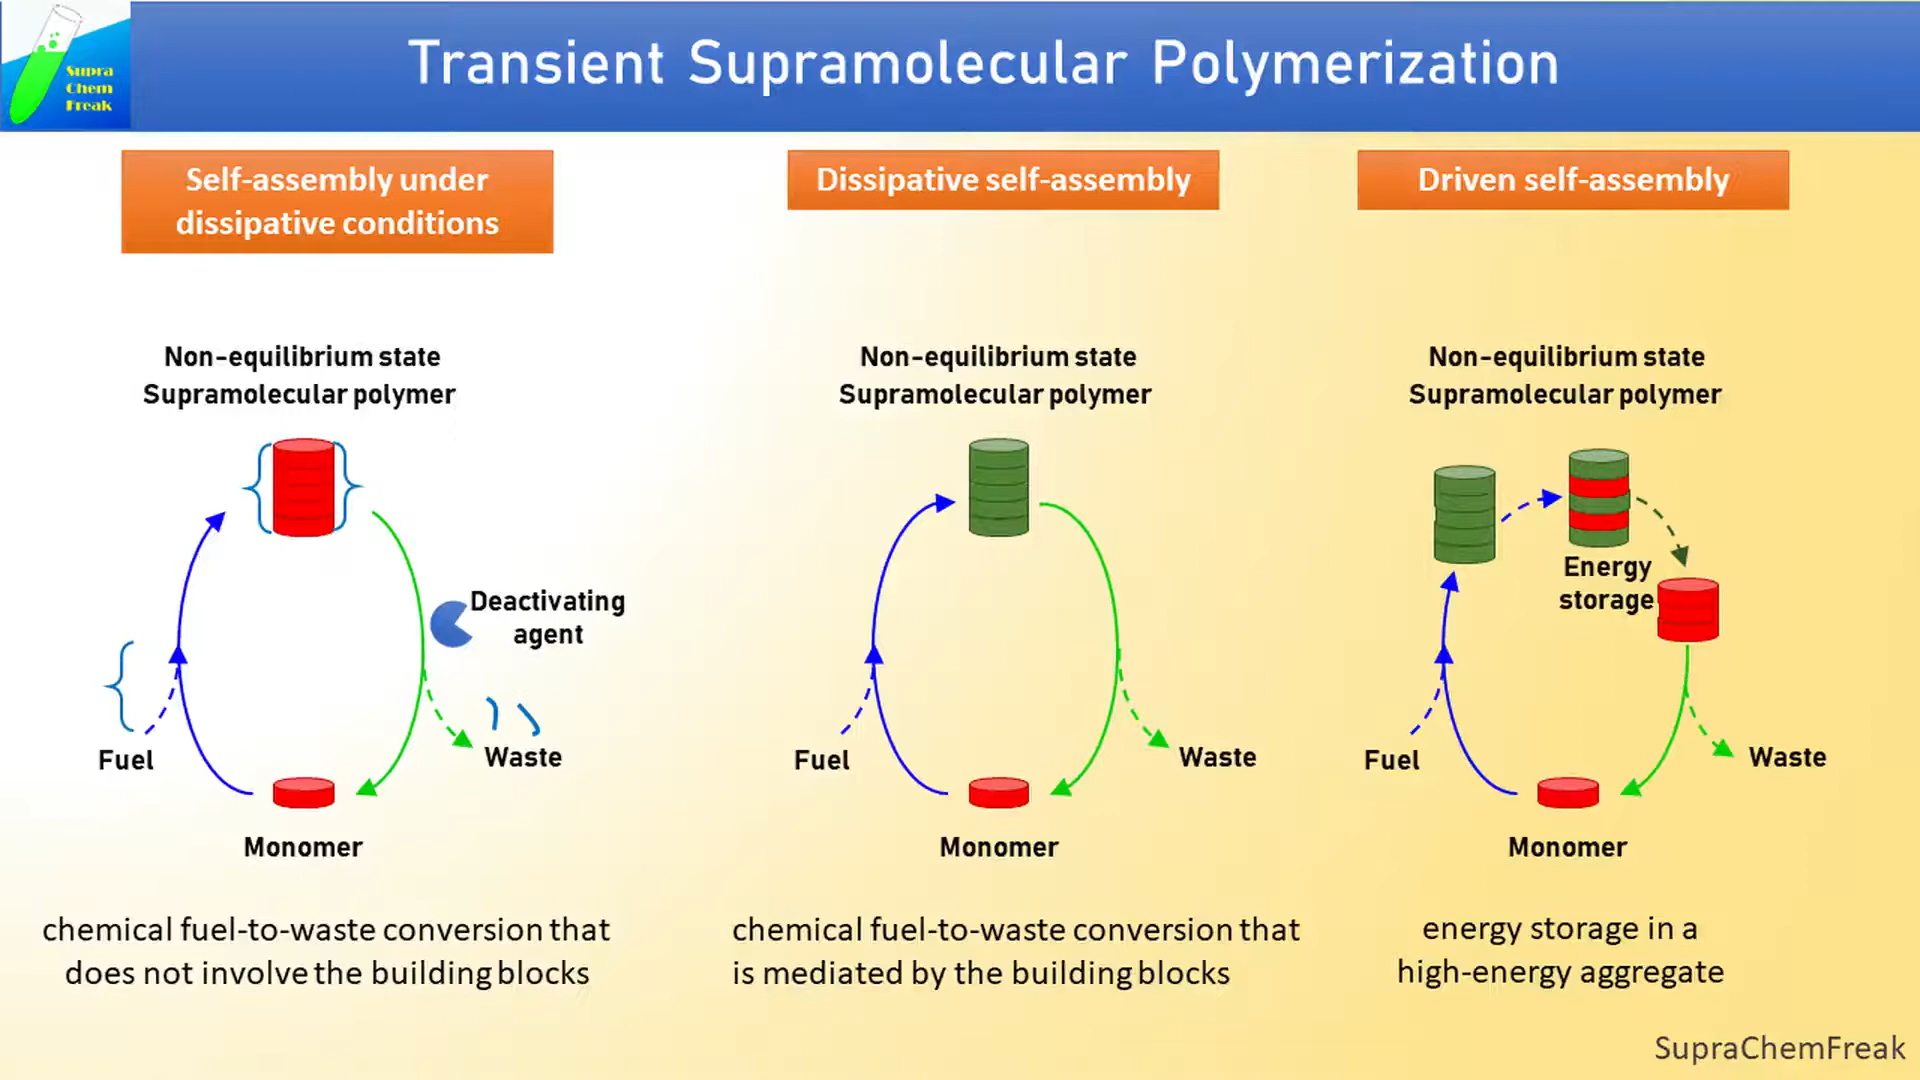 Supra
Chem
Freak
Transient Supramolecular Polymerization
Self-assembly under
dissipative conditions
Non-equilibrium state
Supramolecular polymer
Deactivating
agent
Fuel
Waste
Monomer
chemical fuel-to-waste conversion that
does not involve the building blocks
Dissipative self-assembly
Non-equilibrium state
Supramolecular polymer
Fuel
Waste
Monomer
chemical fuel-to-waste conversion that
is mediated by the building blocks
Driven self-assembly
Non-equilibrium state
Supramolecular polymer
Energy
storage
Fuel
Waste
Monomer
energy storage in a
high-energy aggregate
SupraChemFreak